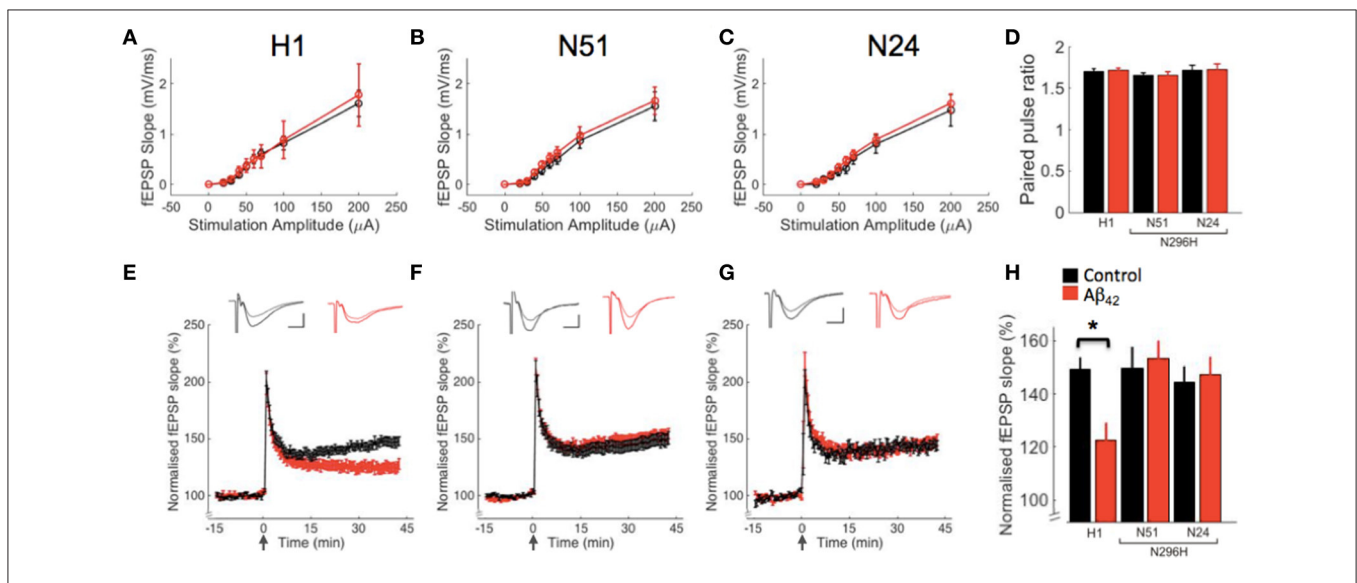 A
H1
fEPSP Slope (mV/ms)
2
1
0
-50 0 50 100 150 200 250
Stimulation Amplitude (μA)
B
N51
fEPSP Slope (mV/ms)
2
1
0
-50 0 50 100 150 200 250
Stimulation Amplitude (μA)
C
N24
fEPSP Slope (mV/ms)
2
1
0
-50 0 50 100 150 200 250
Stimulation Amplitude (μA)
D
Paired pulse ratio
2
1.5
1
0.5
0
H1 N51 N24
N296H
E
Normalised fEPSP slope (%)
250
200
150
100
-15 0 15 30 45
Time (min)
F
Normalised fEPSP slope (%)
250
200
150
100
-15 0 15 30 45
Time (min)
G
Normalised fEPSP slope (%)
250
200
150
100
-15 0 15 30 45
Time (min)
H
Control
Aβ42
*
Normalised fEPSP slope (%)
160
140
120
100
H1 N51 N24
N296H